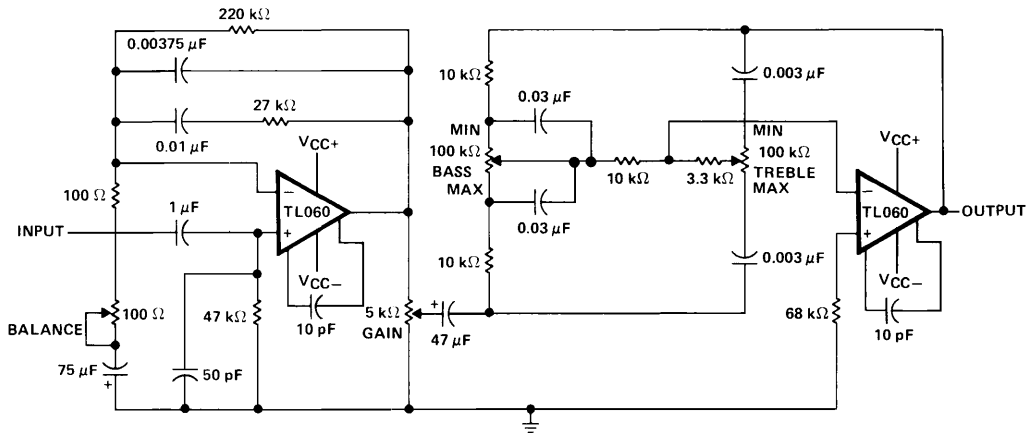 220 kΩ
0.00375 μF
27 kΩ
0.01 μF
100 Ω
VCC+
TL060
1 μF
INPUT
VCC−
47 kΩ
10 pF
100 Ω
BALANCE
75 μF
50 pF
5 kΩ
GAIN
47 μF
10 kΩ
0.03 μF
MIN
100 kΩ
BASS
MAX
0.03 μF
10 kΩ
10 kΩ
3.3 kΩ
0.003 μF
MIN
100 kΩ
TREBLE
MAX
0.003 μF
VCC+
TL060
OUTPUT
VCC−
68 kΩ
10 pF